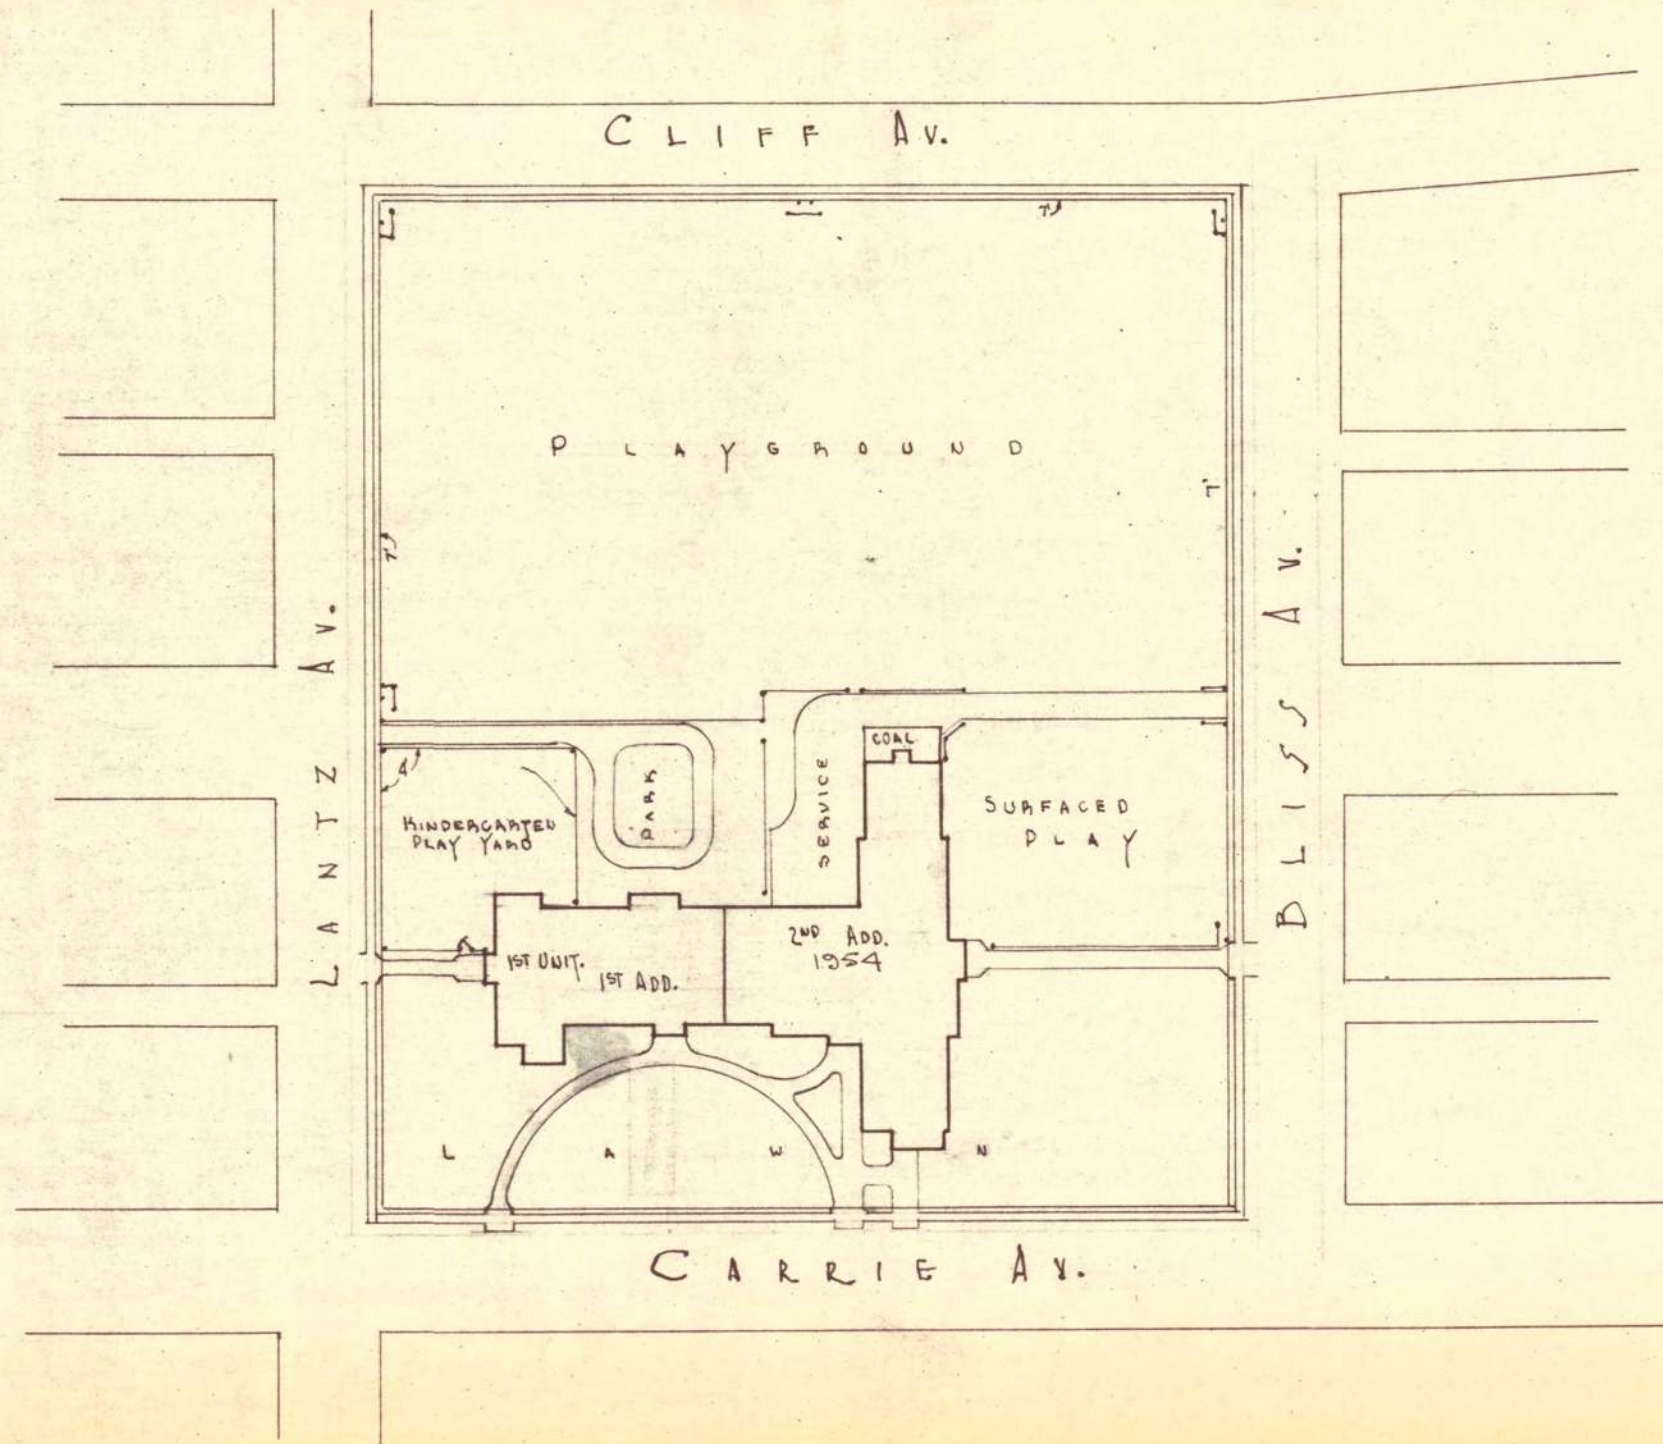 CLIFF AV.
PLAYGROUND
LANTZ AV.
BLISS AV.
COAL
PARK
SERVICE
KINDERGARTEN
PLAY YARD
SURFACED
PLAY
1ST UNIT.
1ST ADD.
2ND ADD.
1954
LAWN
CARRIE AV.